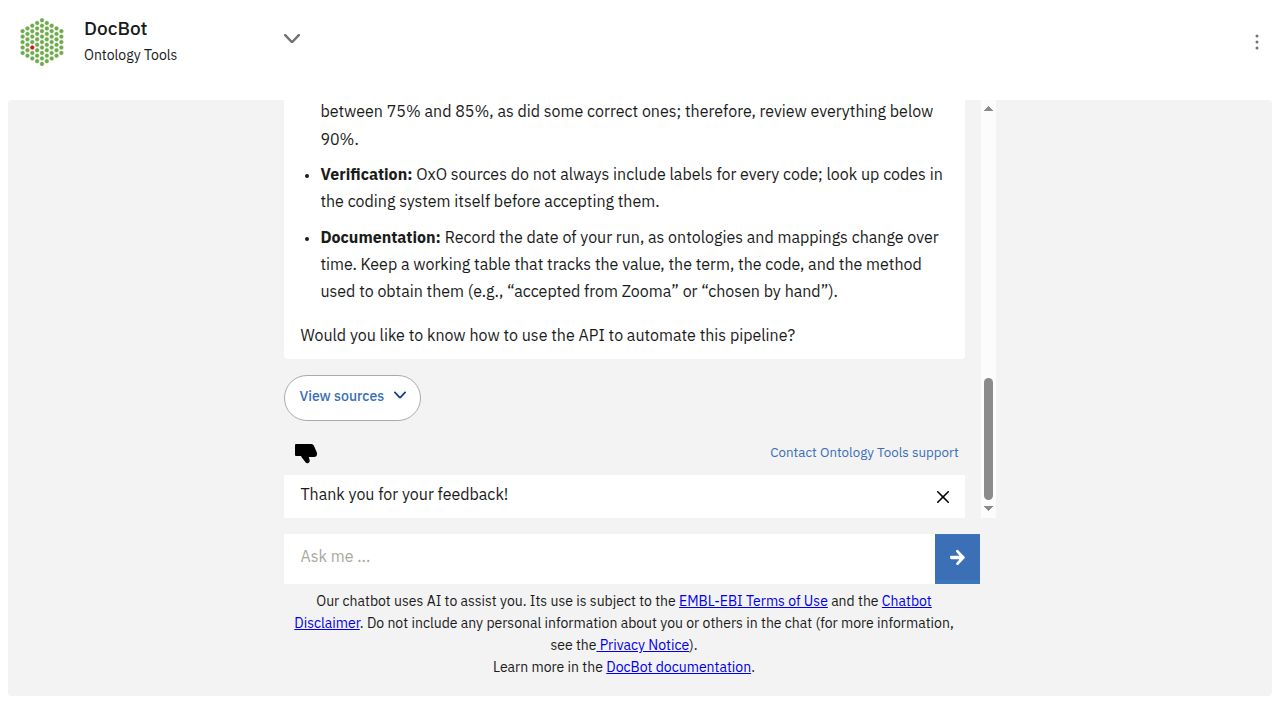 DocBot
Ontology Tools
between 75% and 85%, as did some correct ones; therefore, review everything below
90%.
• Verification: OxO sources do not always include labels for every code; look up codes in
the coding system itself before accepting them.
• Documentation: Record the date of your run, as ontologies and mappings change over
time. Keep a working table that tracks the value, the term, the code, and the method
used to obtain them (e.g., “accepted from Zooma” or “chosen by hand”).
Would you like to know how to use the API to automate this pipeline?
View sources
Contact Ontology Tools support
Thank you for your feedback!
Ask me ...
Our chatbot uses AI to assist you. Its use is subject to the EMBL-EBI Terms of Use and the Chatbot
Disclaimer. Do not include any personal information about you or others in the chat (for more information,
see the Privacy Notice).
Learn more in the DocBot documentation.